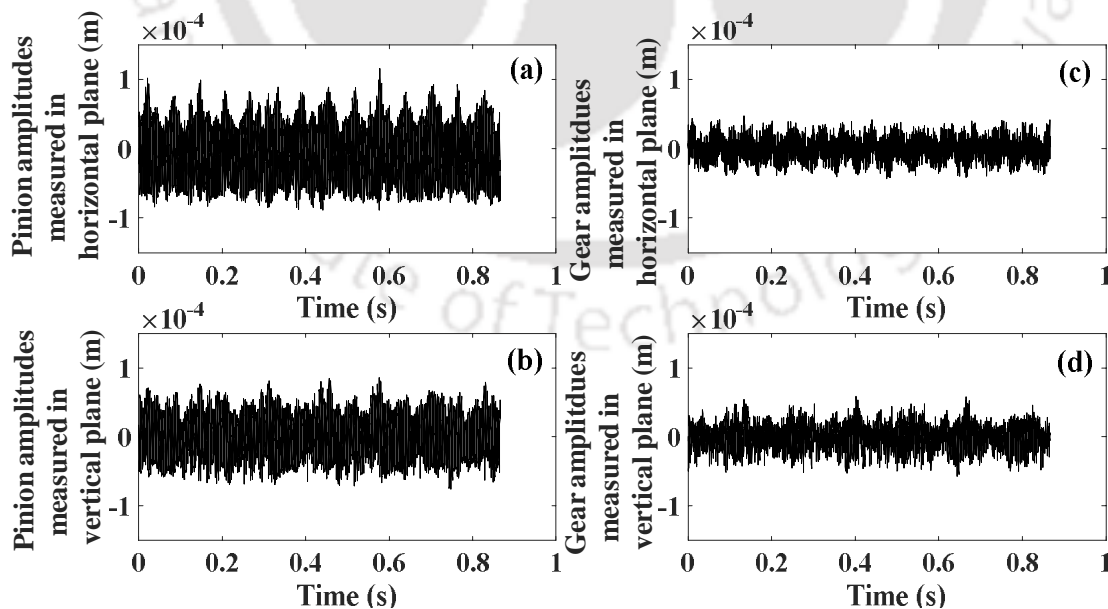 ×10⁻⁴
Pinion amplitudes
measured in
horizontal plane (m)
1
0
-1
(a)
0 0.2 0.4 0.6 0.8 1
Time (s)
×10⁻⁴
Gear amplitdues
measured in
horizontal plane (m)
1
0
-1
(c)
0 0.2 0.4 0.6 0.8 1
Time (s)
×10⁻⁴
Pinion amplitudes
measured in
vertical plane (m)
1
0
-1
(b)
0 0.2 0.4 0.6 0.8 1
Time (s)
×10⁻⁴
Gear amplitdues
measured in
vertical plane (m)
1
0
-1
(d)
0 0.2 0.4 0.6 0.8 1
Time (s)
of Technolog